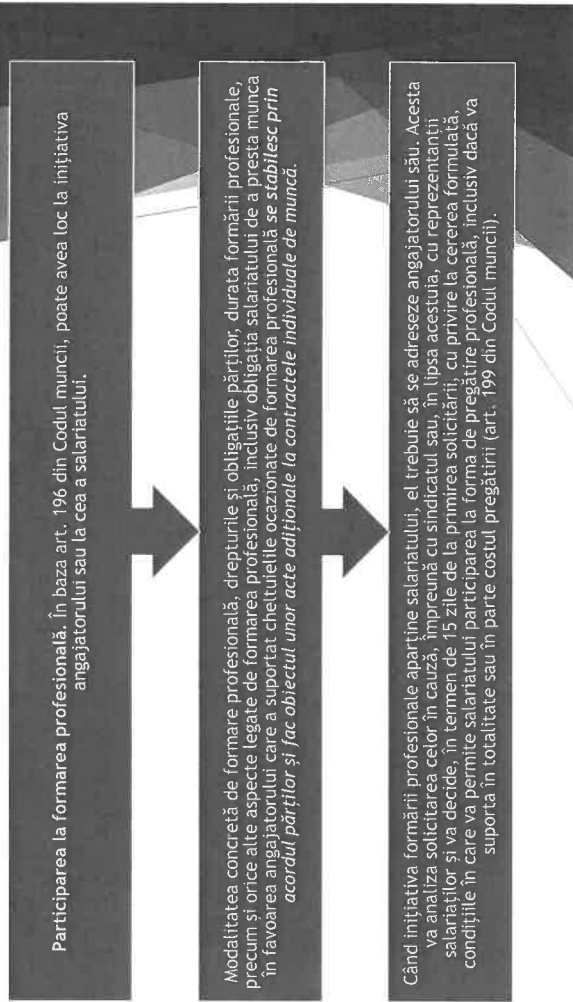 Participarea la formarea profesională. În baza art. 196 din Codul muncii, poate avea loc la inițiativa
angajatorului sau la cea a salariatului.
Modalitatea concretă de formare profesională, drepturile și obligațiile părților, durata formării profesionale,
precum și orice alte aspecte legate de formarea profesională, inclusiv obligația salariatului de a presta munca
în favoarea angajatorului care a suportat cheltuielile ocazionate de formarea profesională se stabilesc prin
acordul părților și fac obiectul unor acte adiționale la contractele individuale de muncă.
Când inițiativa formării profesionale aparține salariatului, el trebuie să se adreseze angajatorului său. Acesta
va analiza solicitarea celor în cauză, împreună cu sindicatul sau, în lipsa acestuia, cu reprezentanții
salariaților și va decide, în termen de 15 zile de la primirea solicitării, cu privire la cererea formulată,
condițiile în care va permite salariatului participarea la forma de pregătire profesională, inclusiv dacă va
suporta în totalitate sau în parte costul pregătirii (art. 199 din Codul muncii).